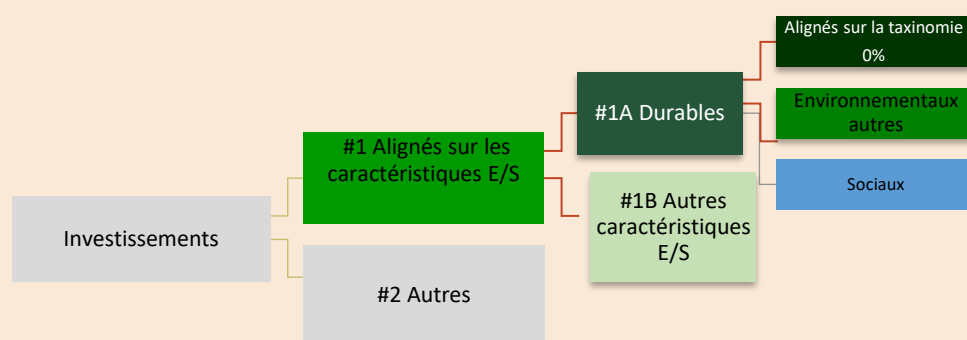 Alignés sur la taxinomie
0%
#1A Durables
Environnementaux
autres
#1 Alignés sur les
caractéristiques E/S
Sociaux
#1B Autres
caractéristiques
E/S
Investissements
#2 Autres